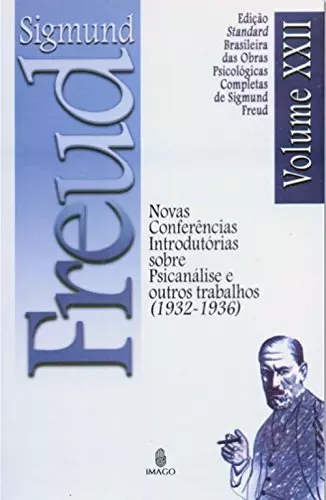 Sigmund
Freud
Edição
Standard
Brasileira
das Obras
Psicológicas
Completas
de Sigmund
Freud
Volume XXII
Novas
Conferências
Introdutórias
sobre
Psicanálise e
outros trabalhos
(1932-1936)
IMAGO